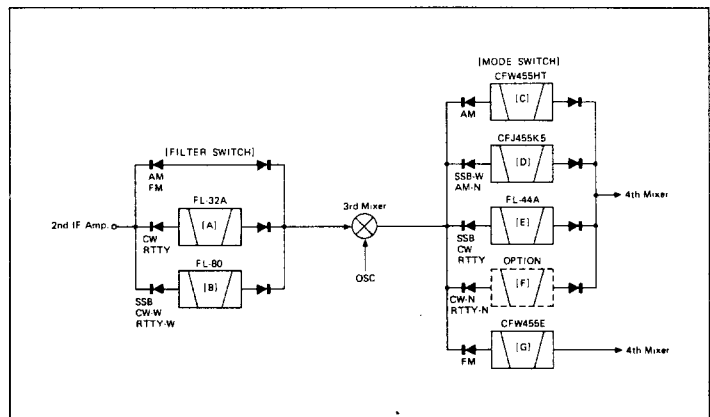 [MODE SWITCH]
CFW455HT
[C]
AM
[FILTER SWITCH]
AM
FM
CFJ455K5
[D]
SSB-W
AM-N
FL-32A
[A]
CW
RTTY
2nd IF Amp.
3rd Mixer
OSC
4th Mixer
FL-44A
[E]
SSB
CW
RTTY
FL-80
[B]
SSB
CW-W
RTTY-W
OPTION
[F]
CW-N
RTTY-N
CFW455E
[G]
FM
4th Mixer